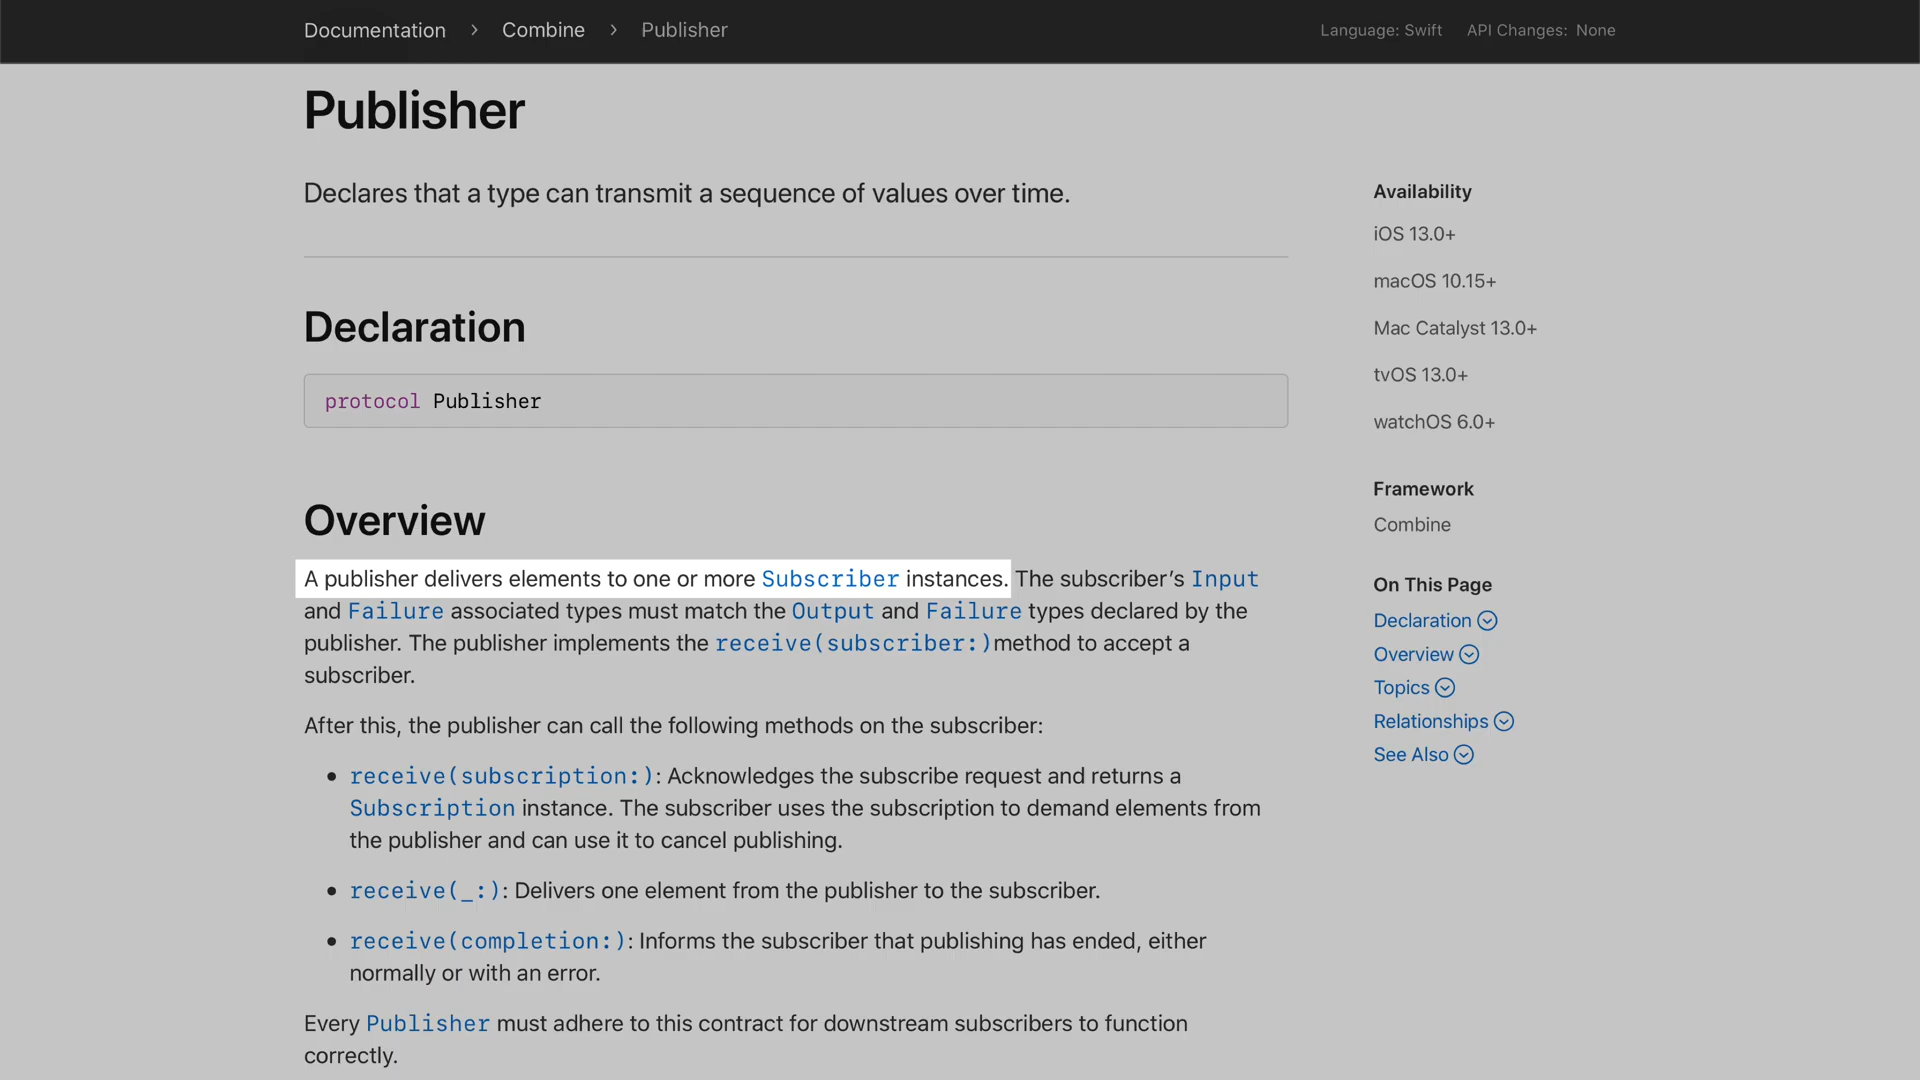 Documentation > Combine > Publisher
Language: Swift API Changes: None
Publisher
Declares that a type can transmit a sequence of values over time.
Declaration
protocol Publisher
Overview
A publisher delivers elements to one or more Subscriber instances. The subscriber’s Input
and Failure associated types must match the Output and Failure types declared by the
publisher. The publisher implements the receive(subscriber:)method to accept a
subscriber.
After this, the publisher can call the following methods on the subscriber:
• receive(subscription:): Acknowledges the subscribe request and returns a
Subscription instance. The subscriber uses the subscription to demand elements from
the publisher and can use it to cancel publishing.
• receive(_:): Delivers one element from the publisher to the subscriber.
• receive(completion:): Informs the subscriber that publishing has ended, either
normally or with an error.
Every Publisher must adhere to this contract for downstream subscribers to function
correctly.
Availability
iOS 13.0+
macOS 10.15+
Mac Catalyst 13.0+
tvOS 13.0+
watchOS 6.0+
Framework
Combine
On This Page
Declaration
Overview
Topics
Relationships
See Also